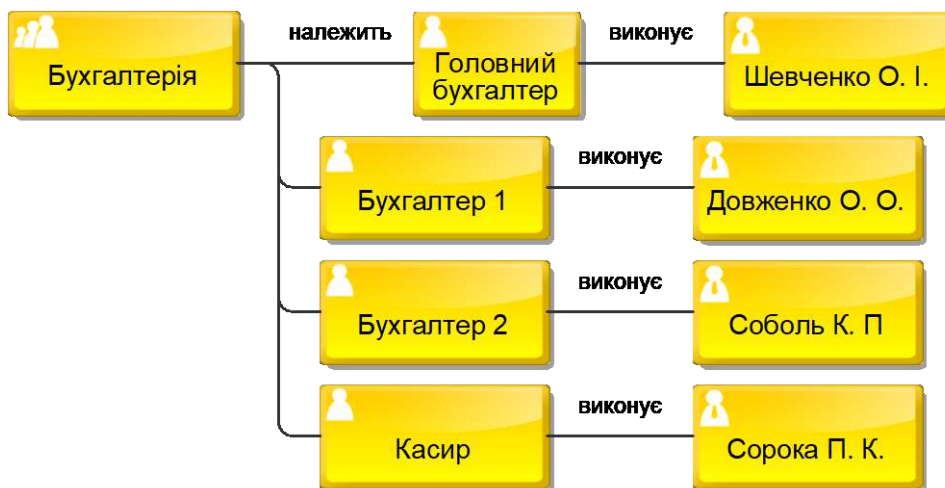 належить
виконує
Бухгалтерія
Головний
бухгалтер
Шевченко О. І.
виконує
Бухгалтер 1
Довженко О. О.
виконує
Бухгалтер 2
Соболь К. П
виконує
Касир
Сорока П. К.